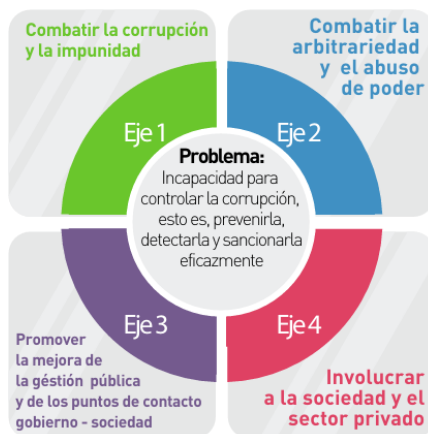 Combatir la corrupción
y la impunidad
Combatir la
arbitrariedad
y el abuso
de poder
Eje 1
Eje 2
Problema:
Incapacidad para
controlar la corrupción,
esto es, prevenirla,
detectarla y sancionarla
eficazmente
Eje 3
Eje 4
Promover
la mejora de
la géstión pública
y de los puntos de contacto
gobierno - sociedad
Involucrar
a la sociedad y el
sector privado